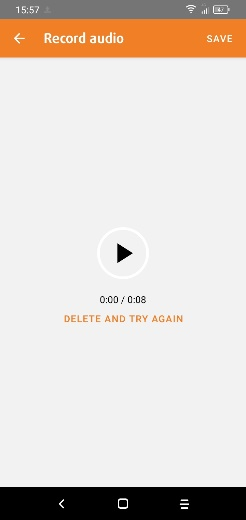 15:57
Record audio
SAVE
0:00 / 0:08
DELETE AND TRY AGAIN